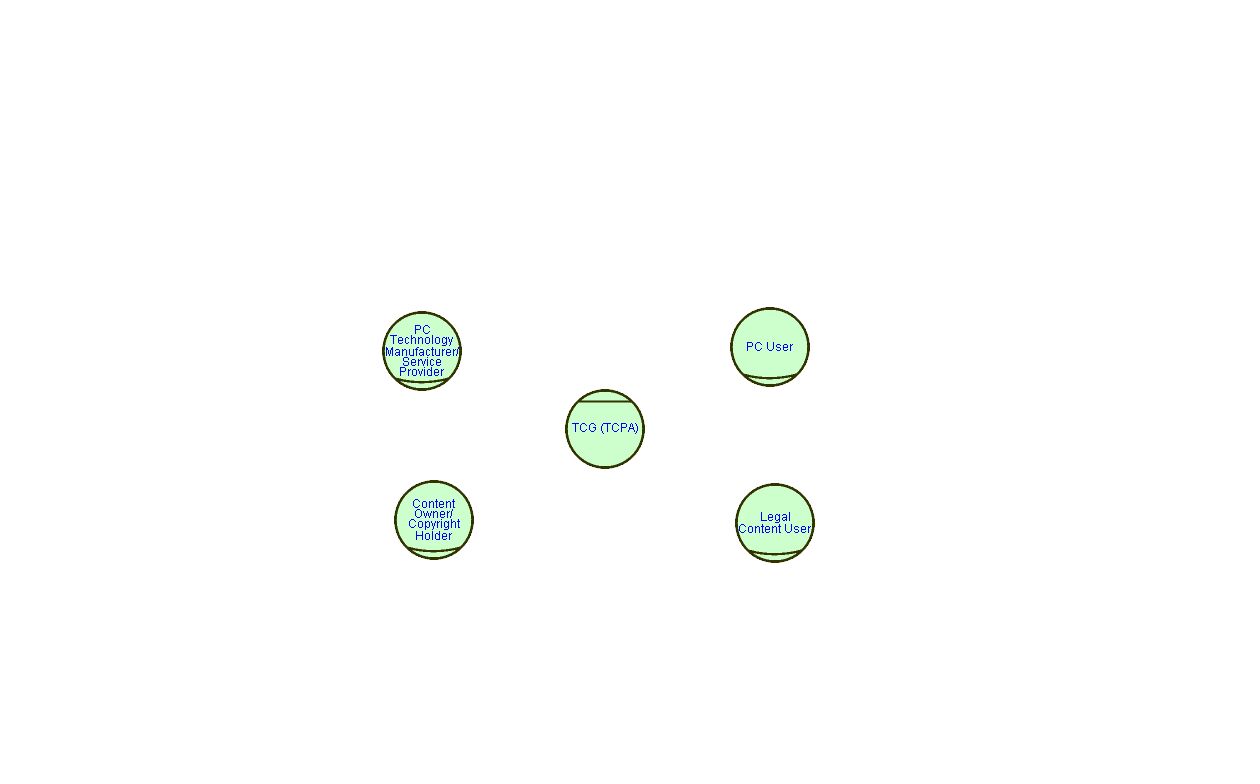 PC
Technology
Manufacturer/
Service
Provider
PC User
TCG (TCPA)
Content
Owner/
Copyright
Holder
Legal
Content User